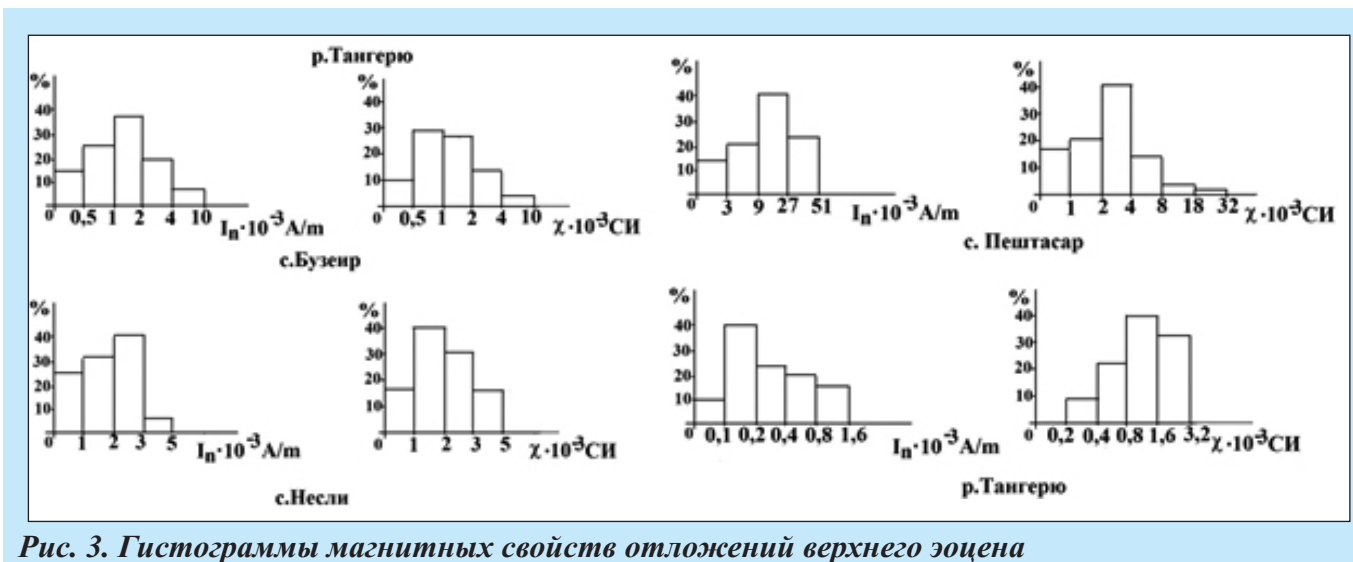 р.Тангерю
%
40
30
20
10
0 0,5 1 2 4 10 Iₙ·10⁻³А/m
%
40
30
20
10
0 0,5 1 2 4 10 χ·10⁻³СИ
с.Бузеир
%
40
30
20
10
0 3 9 27 51 Iₙ·10⁻³А/m
%
40
30
20
10
0 1 2 4 8 18 32 χ·10⁻³СИ
с. Пештасар
%
40
30
20
10
0 1 2 3 5 Iₙ·10⁻³А/m
%
40
30
20
10
0 1 2 3 5 χ·10⁻³СИ
с.Несли
%
40
30
20
10
0 0,1 0,2 0,4 0,8 1,6 Iₙ·10⁻³А/m
%
40
30
20
10
0 0,2 0,4 0,8 1,6 3,2 χ·10⁻³СИ
р.Тангерю
Рис. 3. Гистограммы магнитных свойств отложений верхнего эоцена